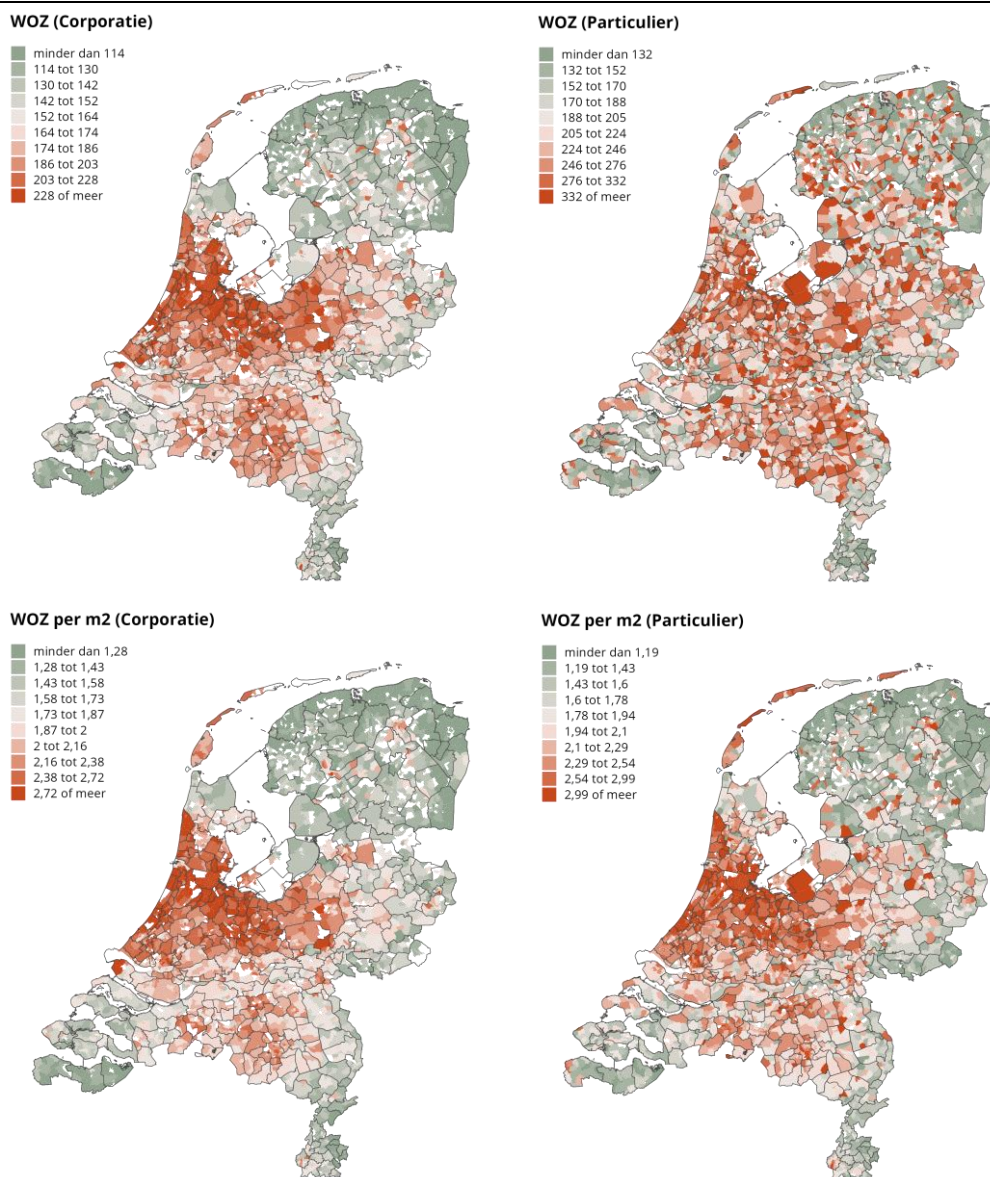 WOZ (Corporatie)
minder dan 114
114 tot 130
130 tot 142
142 tot 152
152 tot 164
164 tot 174
174 tot 186
186 tot 203
203 tot 228
228 of meer
WOZ (Particulier)
minder dan 132
132 tot 152
152 tot 170
170 tot 188
188 tot 205
205 tot 224
224 tot 246
246 tot 276
276 tot 332
332 of meer
WOZ per m2 (Corporatie)
minder dan 1,28
1,28 tot 1,43
1,43 tot 1,58
1,58 tot 1,73
1,73 tot 1,87
1,87 tot 2
2 tot 2,16
2,16 tot 2,38
2,38 tot 2,72
2,72 of meer
WOZ per m2 (Particulier)
minder dan 1,19
1,19 tot 1,43
1,43 tot 1,6
1,6 tot 1,78
1,78 tot 1,94
1,94 tot 2,1
2,1 tot 2,29
2,29 tot 2,54
2,54 tot 2,99
2,99 of meer